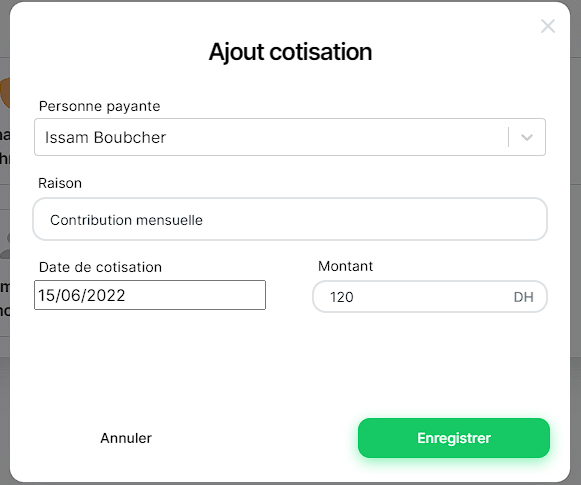 Ajout cotisation
Personne payante
Issam Boubcher
Raison
Contribution mensuelle
Date de cotisation
Montant
15/06/2022
120 DH
Annuler
Enregistrer